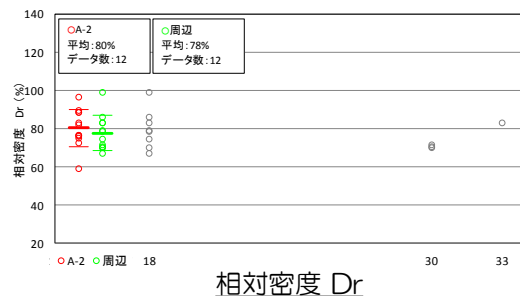 140
120
100
80
60
40
20
相対密度 Dr (%)
○A-2
平均:80%
データ数:12
○周辺
平均:78%
データ数:12
○ A-2 ○ 周辺 18 30 33
相対密度 Dr